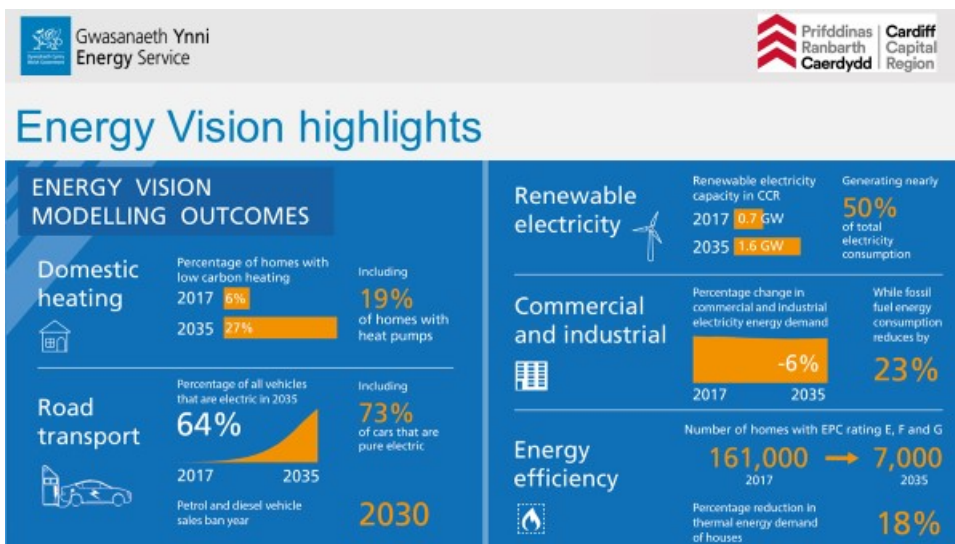 Gwasanaeth Ynni
Energy Service
Prifddinas
Ranbarth
Caerdydd
Cardiff
Capital
Region
Energy Vision highlights
ENERGY VISION
MODELLING OUTCOMES
Domestic
heating
Percentage of homes with
low carbon heating
2017 6%
2035 27%
Including
19%
of homes with
heat pumps
Road
transport
Percentage of all vehicles
that are electric in 2035
64%
2017 2035
Including
73%
of cars that are
pure electric
Petrol and diesel vehicle
sales ban year
2030
Renewable
electricity
Renewable electricity
capacity in CCR
2017 0.7 GW
2035 1.6 GW
Generating nearly
50%
of total
electricity
consumption
Commercial
and industrial
Percentage change in
commercial and industrial
electricity energy demand
-6%
2017 2035
While fossil
fuel energy
consumption
reduces by
23%
Energy
efficiency
Number of homes with EPC rating E, F and G
161,000 → 7,000
2017 2035
Percentage reduction in
thermal energy demand
of houses
18%